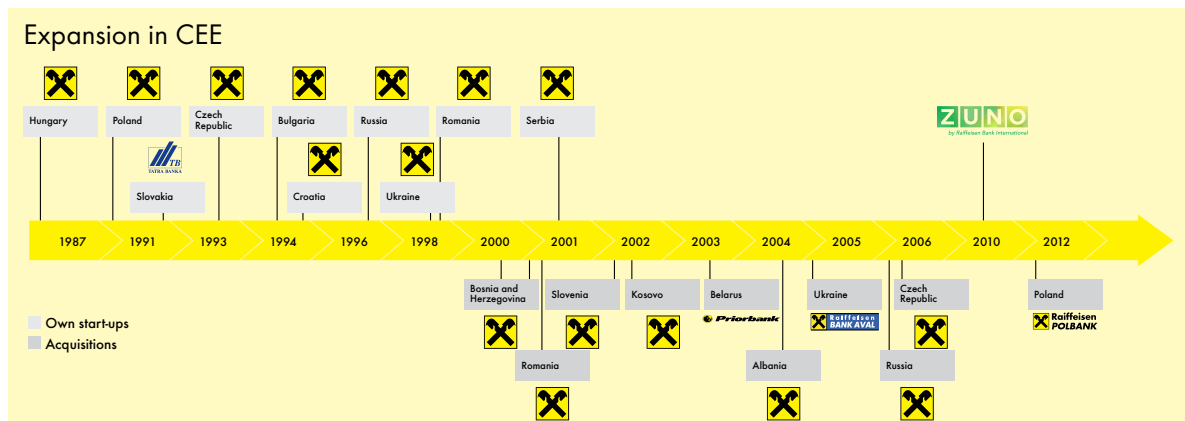 Expansion in CEE
Hungary
Poland
Czech
Republic
Bulgaria
Russia
Romania
Serbia
ZUNO
by Raiffeisen Bank International
TB
TATRA BANKA
Slovakia
Croatia
Ukraine
1987
1991
1993
1994
1996
1998
2000
2001
2002
2003
2004
2005
2006
2010
2012
Bosnia and
Herzegovina
Slovenia
Kosovo
Belarus
Priorbank
Ukraine
Raiffeisen
BANK AVAL
Czech
Republic
Poland
Raiffeisen
POLBANK
Own start-ups
Acquisitions
Romania
Albania
Russia